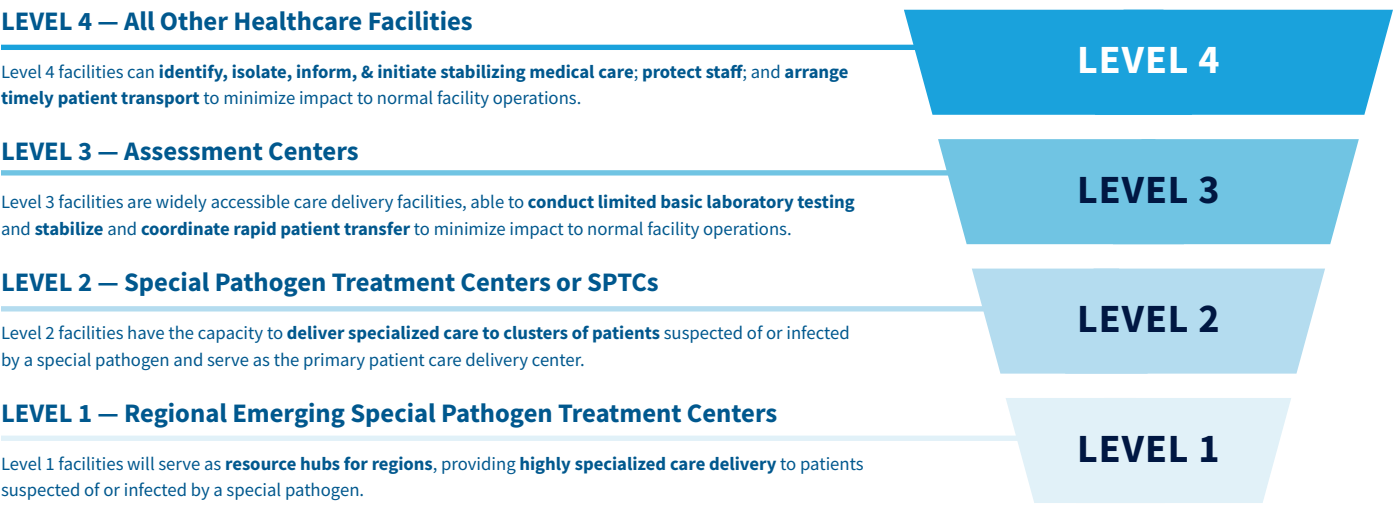 LEVEL 4 — All Other Healthcare Facilities
Level 4 facilities can identify, isolate, inform, & initiate stabilizing medical care; protect staff; and arrange
timely patient transport to minimize impact to normal facility operations.
LEVEL 4
LEVEL 3 — Assessment Centers
Level 3 facilities are widely accessible care delivery facilities, able to conduct limited basic laboratory testing
and stabilize and coordinate rapid patient transfer to minimize impact to normal facility operations.
LEVEL 3
LEVEL 2 — Special Pathogen Treatment Centers or SPTCs
Level 2 facilities have the capacity to deliver specialized care to clusters of patients suspected of or infected
by a special pathogen and serve as the primary patient care delivery center.
LEVEL 2
LEVEL 1 — Regional Emerging Special Pathogen Treatment Centers
Level 1 facilities will serve as resource hubs for regions, providing highly specialized care delivery to patients
suspected of or infected by a special pathogen.
LEVEL 1